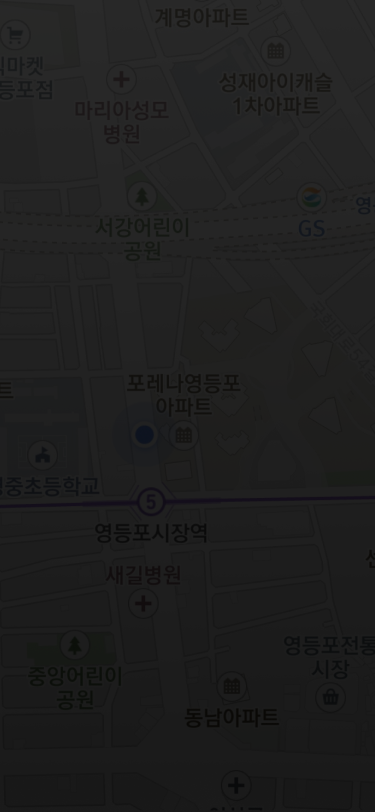 계명아파트
성재아이캐슬
1차아파트
마리아성모
병원
등포점
서강어린이
공원
영
GS
포레나영등포
아파트
트
중초등학교
5
영등포시장역
새길병원
영등포전통
시장
중앙어린이
공원
동남아파트